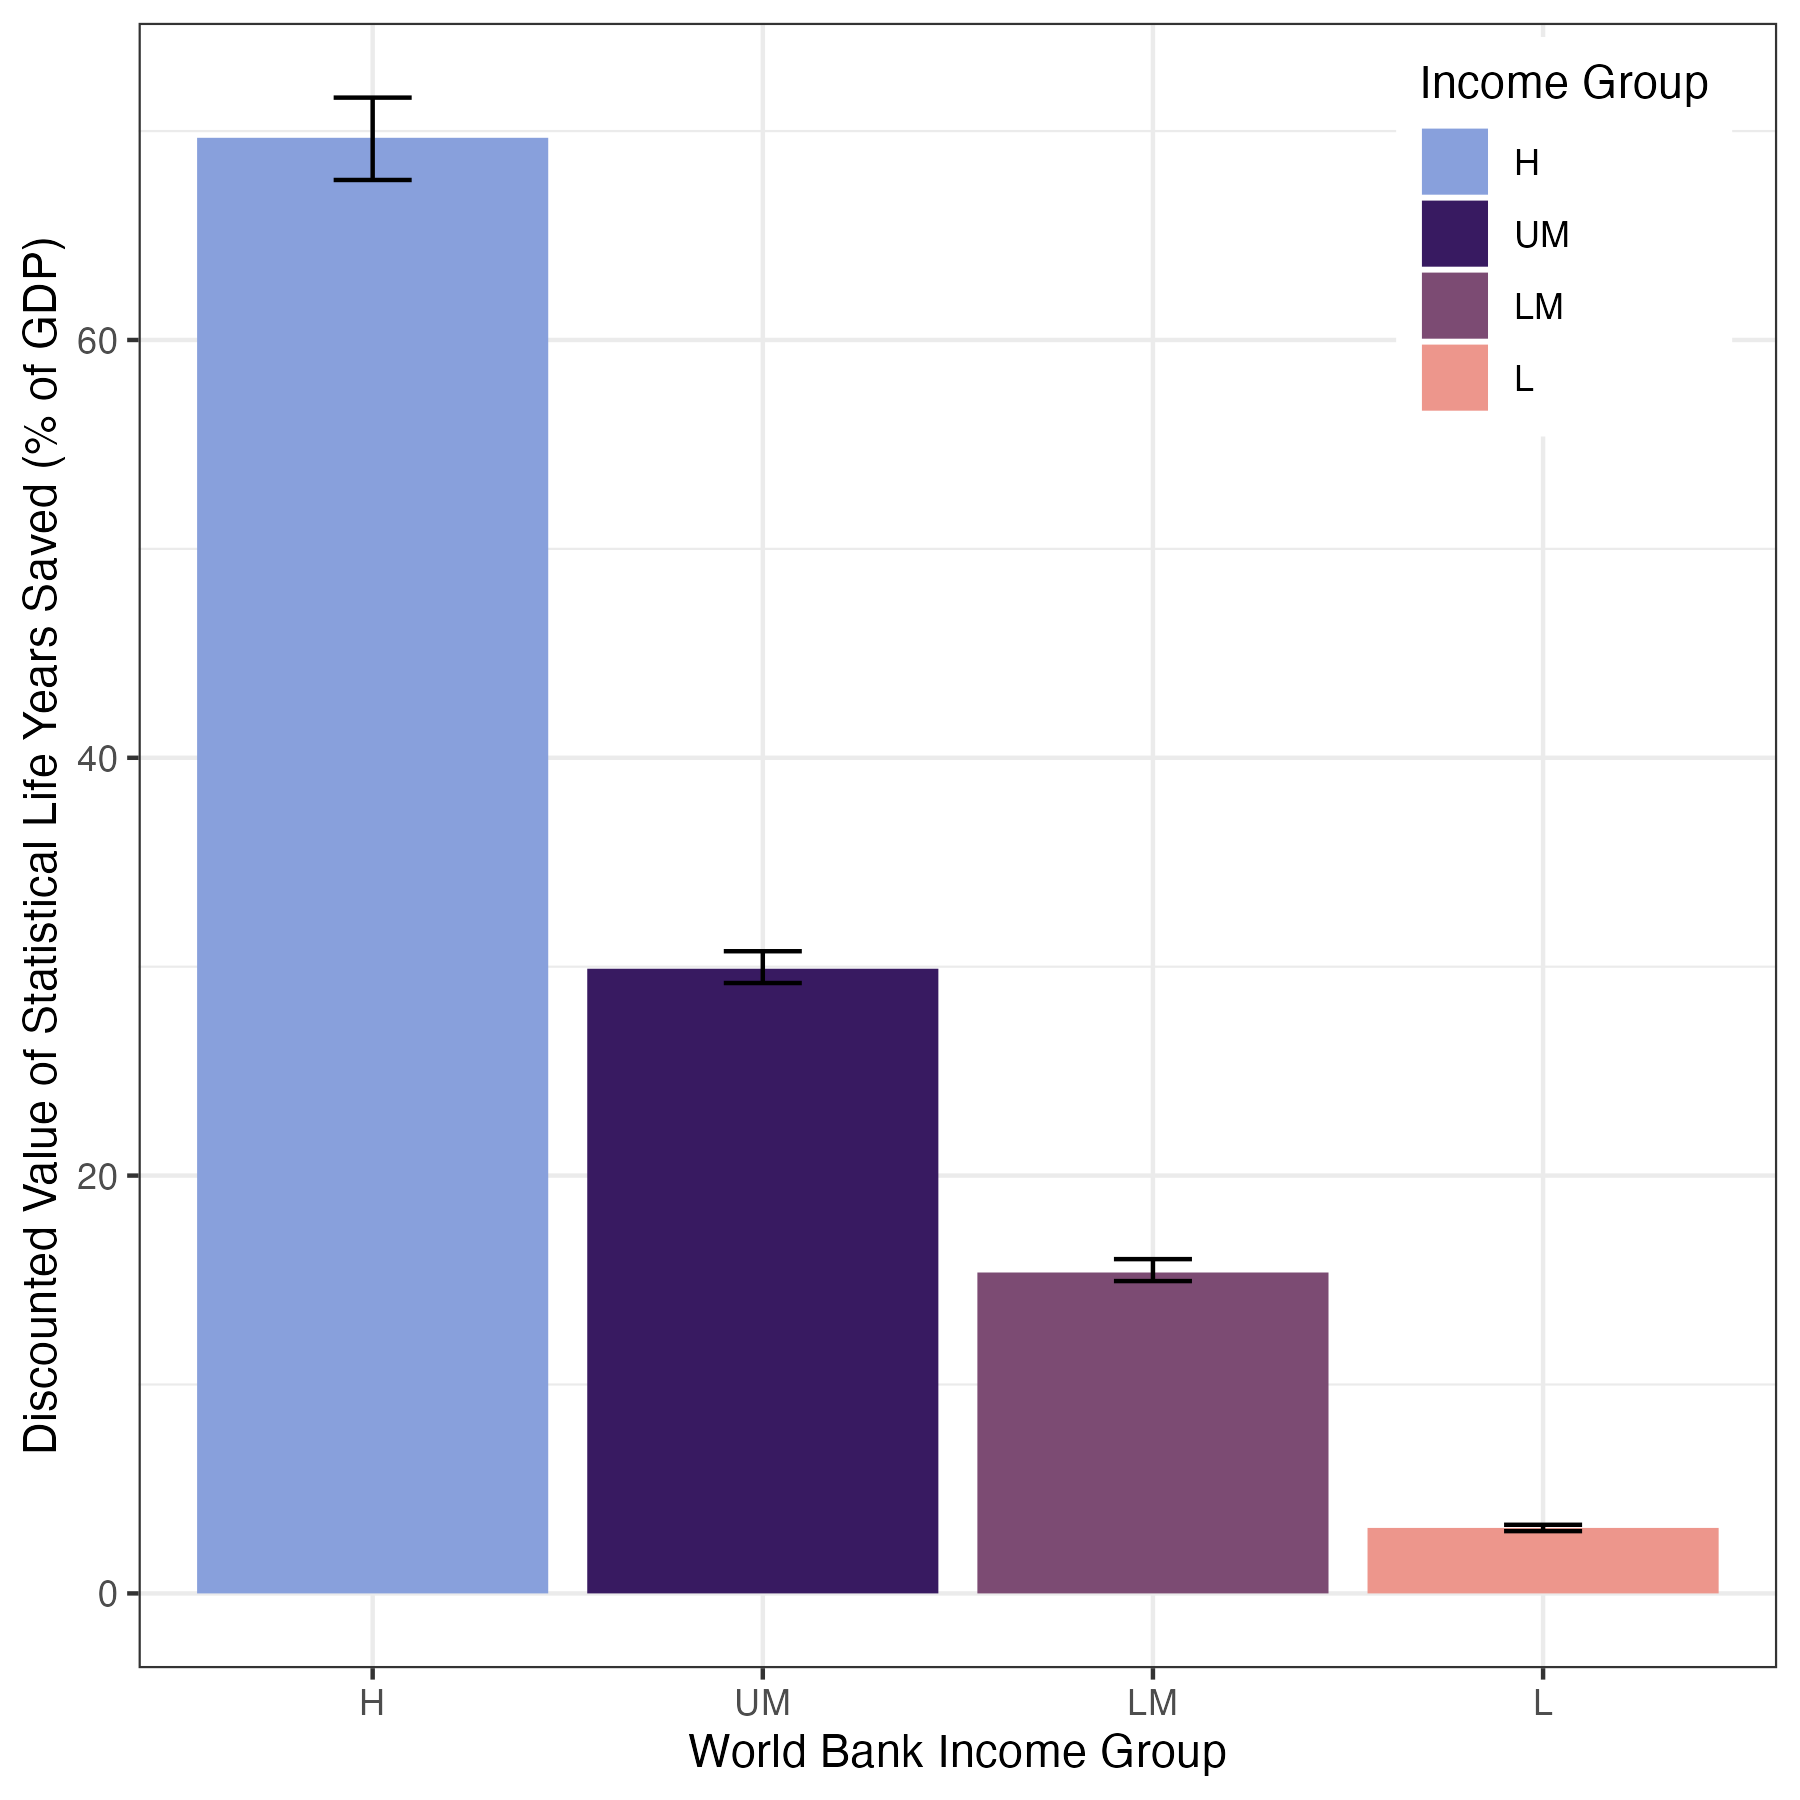 Discounted Value of Statistical Life Years Saved (% of GDP)
60
40
20
0
H
UM
LM
L
World Bank Income Group
Income Group
H
UM
LM
L